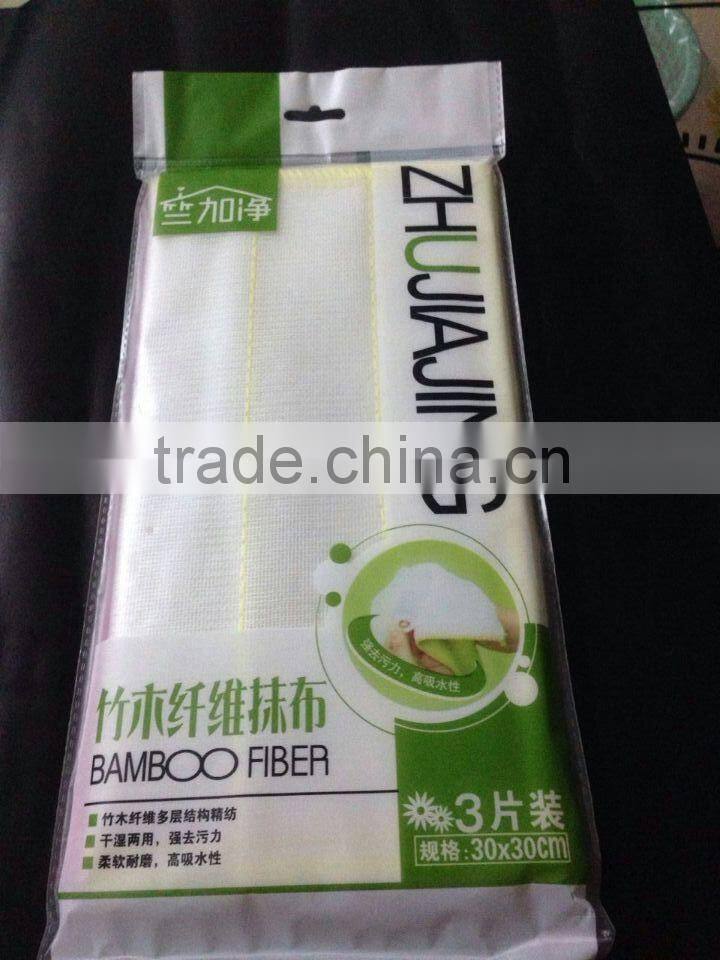 竺加净
ZHUJIAJING
trade.china.cn
强去污力，高吸水性
竹木纤维抹布
BAMBOO FIBER
竹木纤维多层结构精纺
干湿两用，强去污力
柔软耐磨，高吸水性
3片装
规格:30x30cm